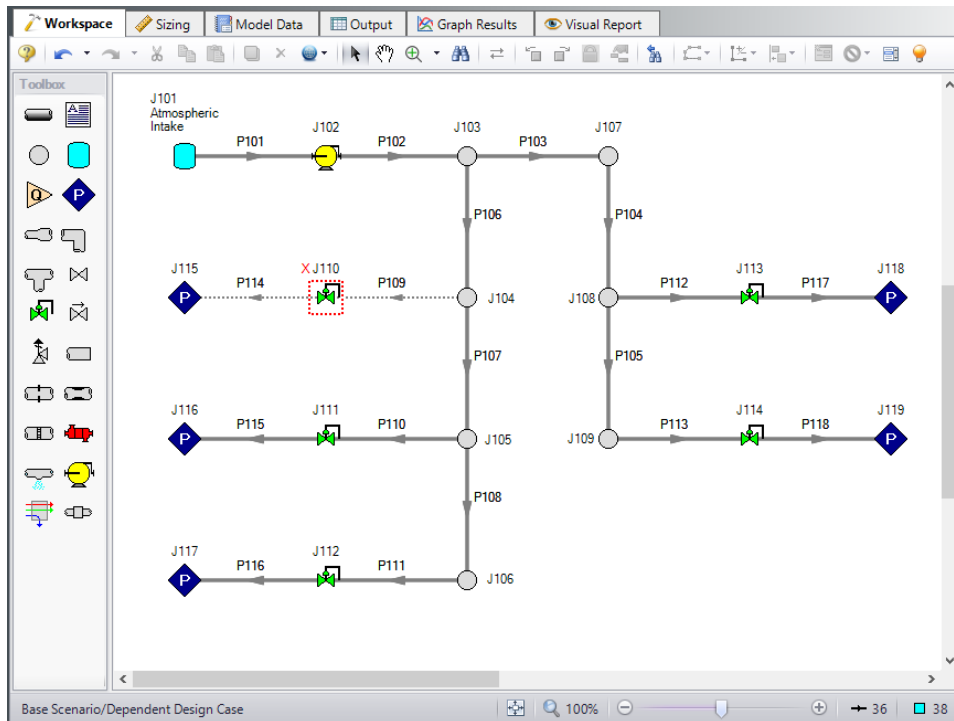 Workspace Sizing Model Data Output Graph Results Visual Report
Toolbox
J101
Atmospheric
Intake
P101 J102 P102 J103 P103 J107
P106 P104
J115 P114 X J110 P109 J104 J108 P112 J113 P117 J118
P107 P105
J116 P115 J111 P110 J105 J109 P113 J114 P118 J119
P108
J117 P116 J112 P111 J106
A
Q P
P
P
P
P
P
Base Scenario/Dependent Design Case 100% 36 38